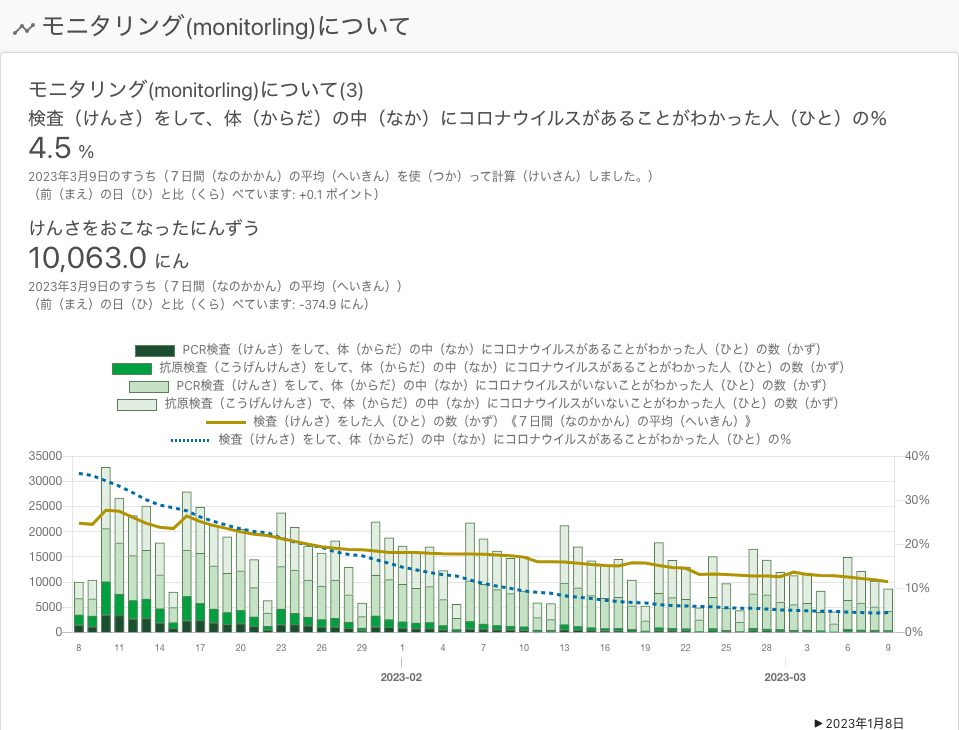 モニタリング(monitorling)について
モニタリング(monitorling)について(3)
検査（けんさ）をして、体（からだ）の中（なか）にコロナウイルスがあることがわかった人（ひと）の%
4.5 %
2023年3月9日のすうち（７日間（なのかかん）の平均（へいきん）を使（つか）って計算（けいさん）しました。）
（前（まえ）の日（ひ）と比（くら）べています: +0.1 ポイント）
けんさをおこなったにんずう
10,063.0 にん
2023年3月9日のすうち（７日間（なのかかん）の平均（へいきん））
（前（まえ）の日（ひ）と比（くら）べています: -374.9 にん）
PCR検査（けんさ）をして、体（からだ）の中（なか）にコロナウイルスがあることがわかった人（ひと）の数（かず）
抗原検査（こうげんけんさ）をして、体（からだ）の中（なか）にコロナウイルスがあることがわかった人（ひと）の数（かず）
PCR検査（けんさ）をして、体（からだ）の中（なか）にコロナウイルスがいないことがわかった人（ひと）の数（かず）
抗原検査（こうげんけんさ）で、体（からだ）の中（なか）にコロナウイルスがいないことがわかった人（ひと）の数（かず）
検査（けんさ）をした人（ひと）の数（かず）《７日間（なのかかん）の平均（へいきん）》
検査（けんさ）をして、体（からだ）の中（なか）にコロナウイルスがあることがわかった人（ひと）の%
35000 40%
30000
25000 30%
20000 20%
15000
10000 10%
5000
0 0%
8 11 14 17 20 23 26 29 1 4 7 10 13 16 19 22 25 28 3 6 9
2023-02 2023-03
▶ 2023年1月8日